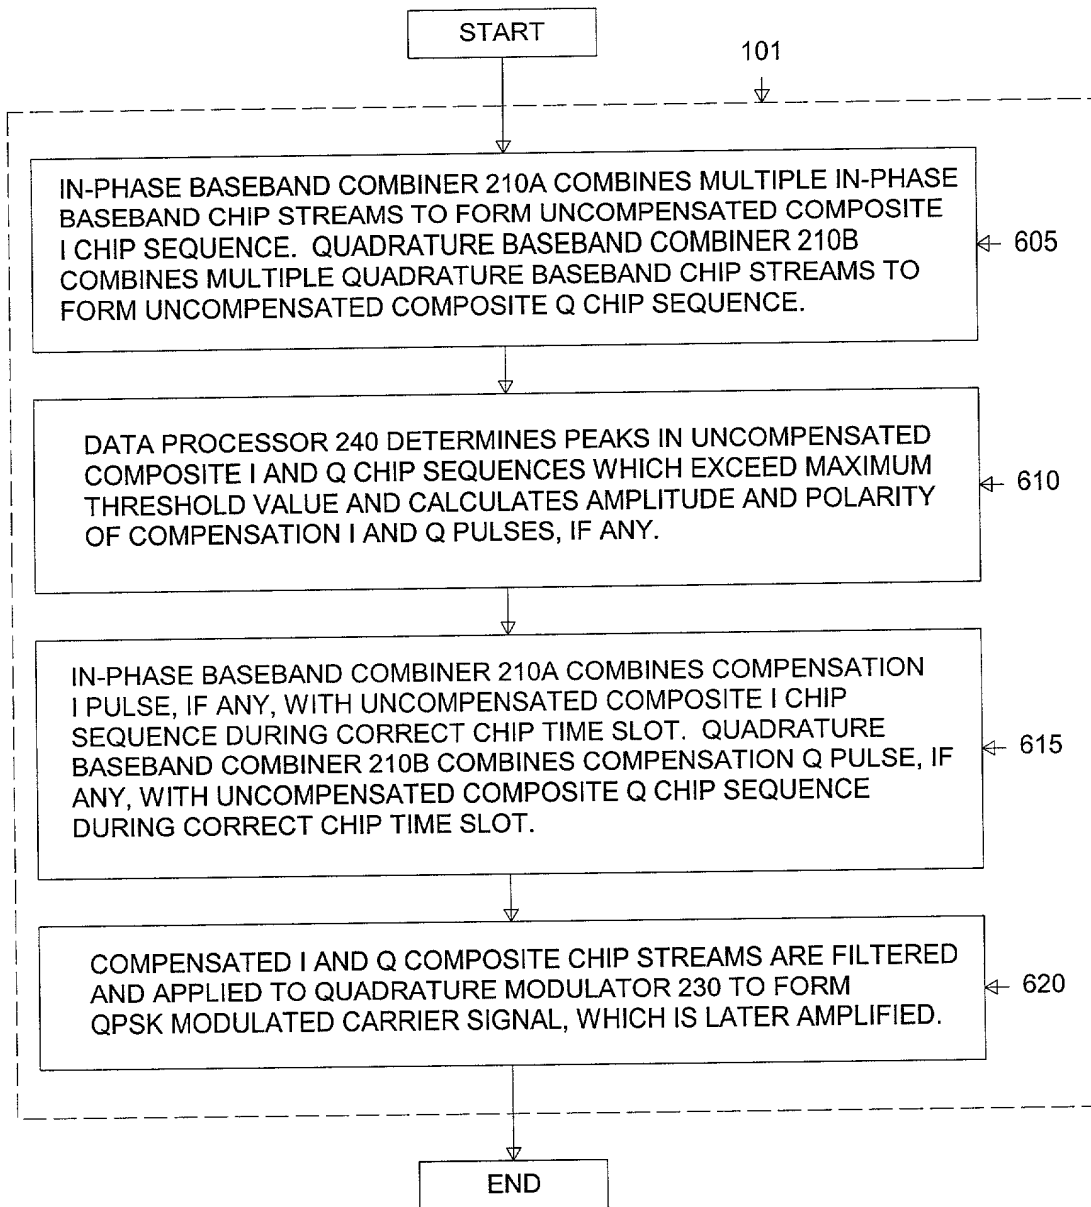 START
101
IN-PHASE BASEBAND COMBINER 210A COMBINES MULTIPLE IN-PHASE
BASEBAND CHIP STREAMS TO FORM UNCOMPENSATED COMPOSITE
I CHIP SEQUENCE. QUADRATURE BASEBAND COMBINER 210B
COMBINES MULTIPLE QUADRATURE BASEBAND CHIP STREAMS TO
FORM UNCOMPENSATED COMPOSITE Q CHIP SEQUENCE.
605
DATA PROCESSOR 240 DETERMINES PEAKS IN UNCOMPENSATED
COMPOSITE I AND Q CHIP SEQUENCES WHICH EXCEED MAXIMUM
THRESHOLD VALUE AND CALCULATES AMPLITUDE AND POLARITY
OF COMPENSATION I AND Q PULSES, IF ANY.
610
IN-PHASE BASEBAND COMBINER 210A COMBINES COMPENSATION
I PULSE, IF ANY, WITH UNCOMPENSATED COMPOSITE I CHIP
SEQUENCE DURING CORRECT CHIP TIME SLOT. QUADRATURE
BASEBAND COMBINER 210B COMBINES COMPENSATION Q PULSE, IF
ANY, WITH UNCOMPENSATED COMPOSITE Q CHIP SEQUENCE
DURING CORRECT CHIP TIME SLOT.
615
COMPENSATED I AND Q COMPOSITE CHIP STREAMS ARE FILTERED
AND APPLIED TO QUADRATURE MODULATOR 230 TO FORM
QPSK MODULATED CARRIER SIGNAL, WHICH IS LATER AMPLIFIED.
620
END